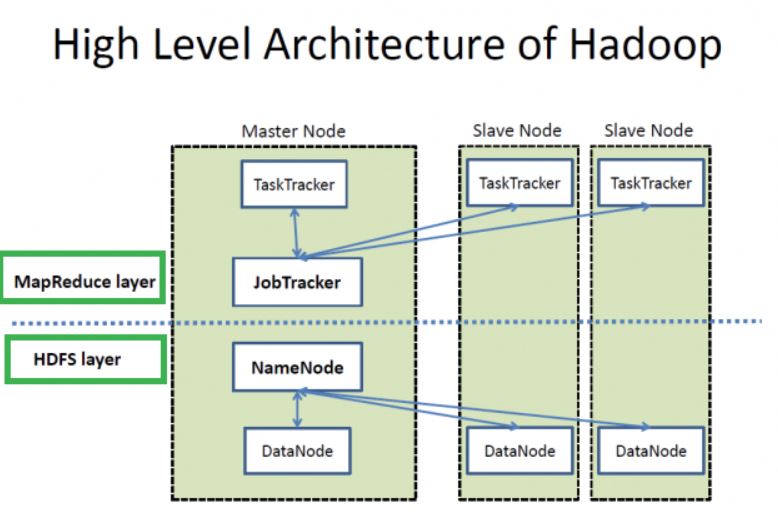 High Level Architecture of Hadoop
Master Node
Slave Node
Slave Node
TaskTracker
TaskTracker
TaskTracker
MapReduce layer
JobTracker
HDFS layer
NameNode
DataNode
DataNode
DataNode